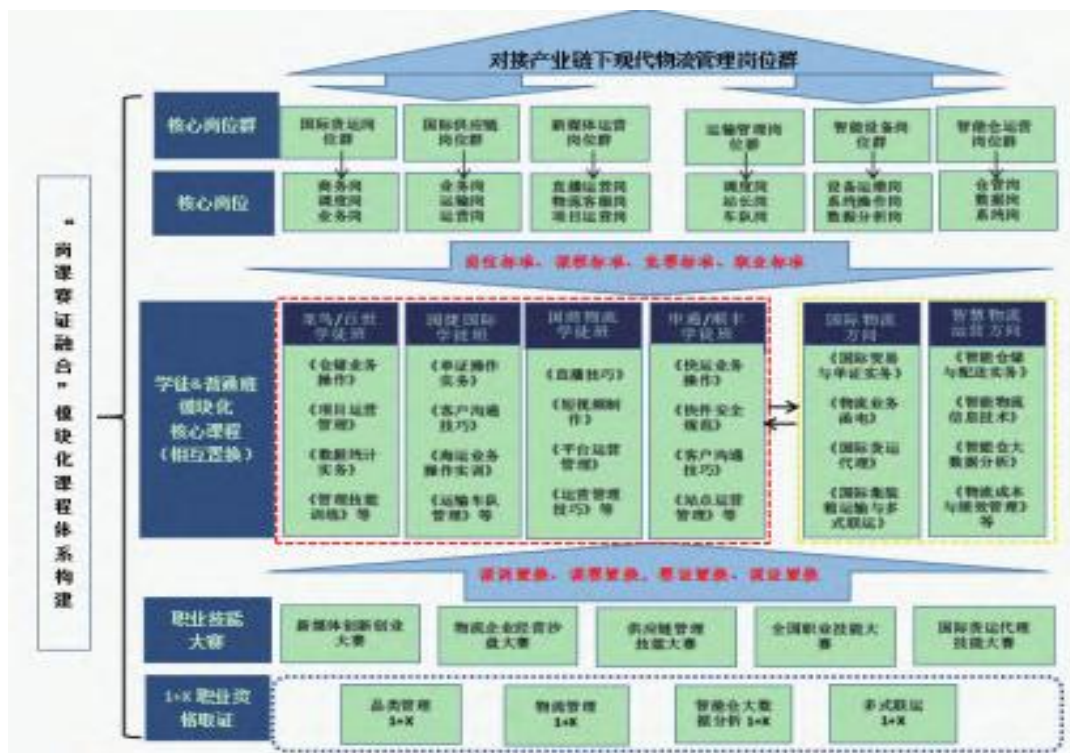 对接产业链下现代物流管理岗位群
核心岗位群
国际货运岗
位群
国际供应链
岗位群
新媒体运营
岗位群
运输管理岗
位群
智能设备岗
位群
智能仓运营
岗位群
核心岗位
商务岗
调度岗
业务岗
业务岗
运输岗
运营岗
直播运营岗
物流客服岗
项目运营岗
调度岗
站长岗
车队岗
设备运维岗
系统操作岗
数据分析岗
仓管岗
数据岗
系统岗
“岗课赛证融合”模块化课程体系构建
岗位标准、课程标准、竞赛标准、职业标准
学徒&普通班
模块化
核心课程
（相互置换）
菜鸟/百世
学徒班
《仓储业务
操作》
《项目运营
管理》
《数据统计
实务》
《管理技能
训练》等
国捷国际
学徒班
《单证操作
实务》
《客户沟通
技巧》
《海运业务
操作实训》
《运输车队
管理》等
物流
学徒班
《直播技巧》
《短视频制
作》
《平台运营
管理》
《运营管理
技巧》等
申通/顺丰
学徒班
《快运业务
操作》
《快件安全
规范》
《客户沟通
技巧》
《站点运营
管理》等
国际物流
方向
《国际贸易
与单证实务》
《物流业务
《国际货运
代理》
《国际集装
箱运输与多
式联运》
智慧物流
运营方向
《智能仓储
与配送实务》
《智能物流
信息技术》
《智能仓大
数据分析》
《物流成本
与绩效管理》
等
课岗置换、课赛置换、赛证置换、课证置换
职业技能
大赛
新媒体创新创业
大赛
物流企业经营沙
盘大赛
供应链管理
技能大赛
全国职业技能大
赛
国际货运代理
技能大赛
1+X 职业资
格取证
品类管理
1+X
物流管理
1+X
智能仓大数
据分析 1+X
多式联运
1+X